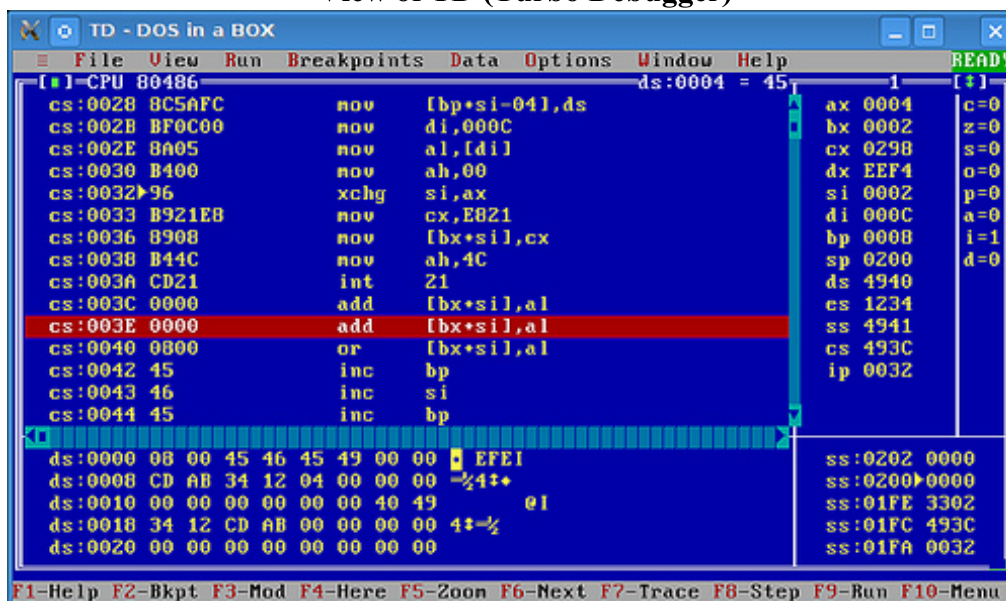 View of TD (Turbo Debugger)
TD - DOS in a BOX
≡ File View Run Breakpoints Data Options Window Help READY
[■]=CPU 80486 ds:0004 = 45 1 [↕]
cs:0028 8C5AFC mov [bp+si-04],ds ax 0004 c=0
cs:002B BF0C00 mov di,000C bx 0002 z=0
cs:002E 8A05 mov al,[di] cx 0298 s=0
cs:0030 B400 mov ah,00 dx EEF4 o=0
cs:0032►96 xchg si,ax si 0002 p=0
cs:0033 B921E8 mov cx,E821 di 000C a=0
cs:0036 8908 mov [bx+si],cx bp 0008 i=1
cs:0038 B44C mov ah,4C sp 0200 d=0
cs:003A CD21 int 21 ds 4940
cs:003C 0000 add [bx+si],al es 1234
cs:003E 0000 add [bx+si],al ss 4941
cs:0040 0800 or [bx+si],al cs 493C
cs:0042 45 inc bp ip 0032
cs:0043 46 inc si
cs:0044 45 inc bp
ds:0000 08 00 45 46 45 49 00 00 ◘ EFEI ss:0202 0000
ds:0008 CD AB 34 12 04 00 00 00 ═½4↕♦ ss:0200►0000
ds:0010 00 00 00 00 00 00 40 49 @I ss:01FE 3302
ds:0018 34 12 CD AB 00 00 00 00 4↕═½ ss:01FC 493C
ds:0020 00 00 00 00 00 00 00 00 ss:01FA 0032
F1-Help F2-Bkpt F3-Mod F4-Here F5-Zoom F6-Next F7-Trace F8-Step F9-Run F10-Menu